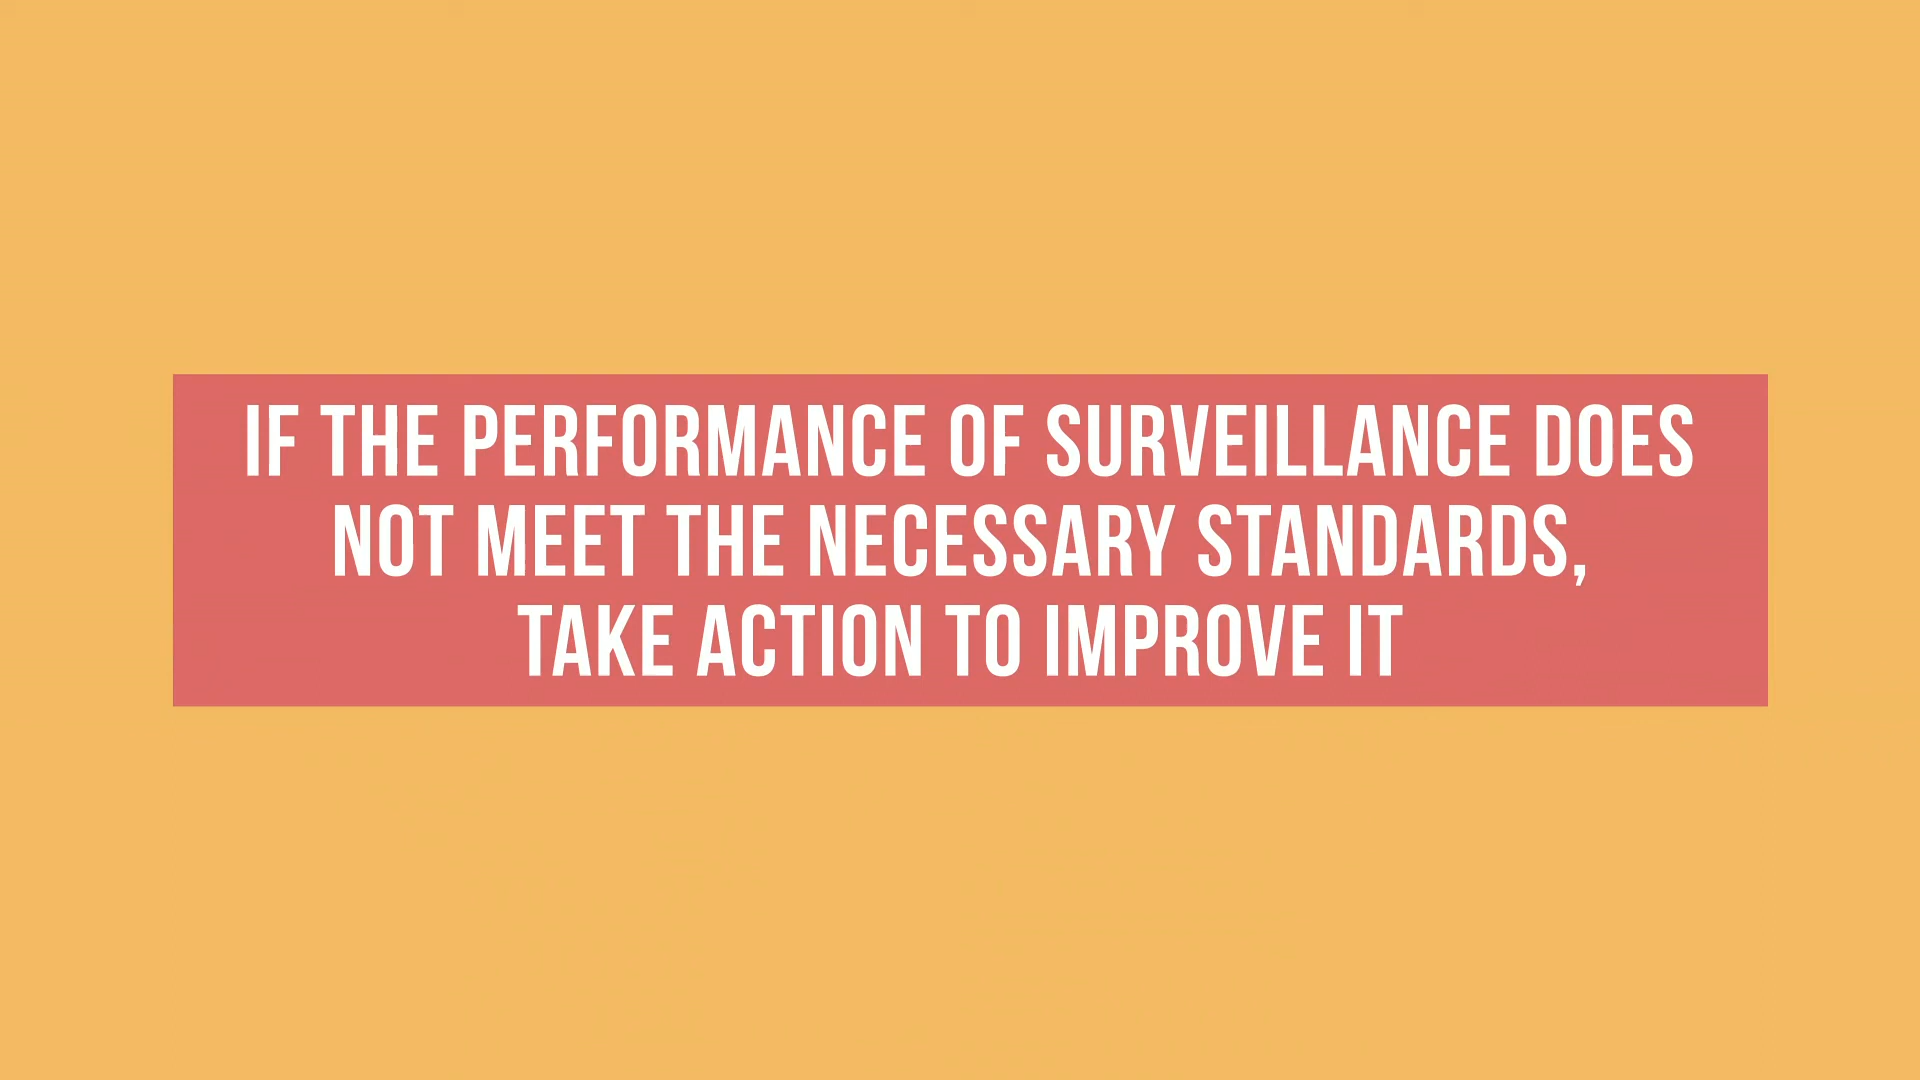 IF THE PERFORMANCE OF SURVEILLANCE DOES
NOT MEET THE NECESSARY STANDARDS,
TAKE ACTION TO IMPROVE IT